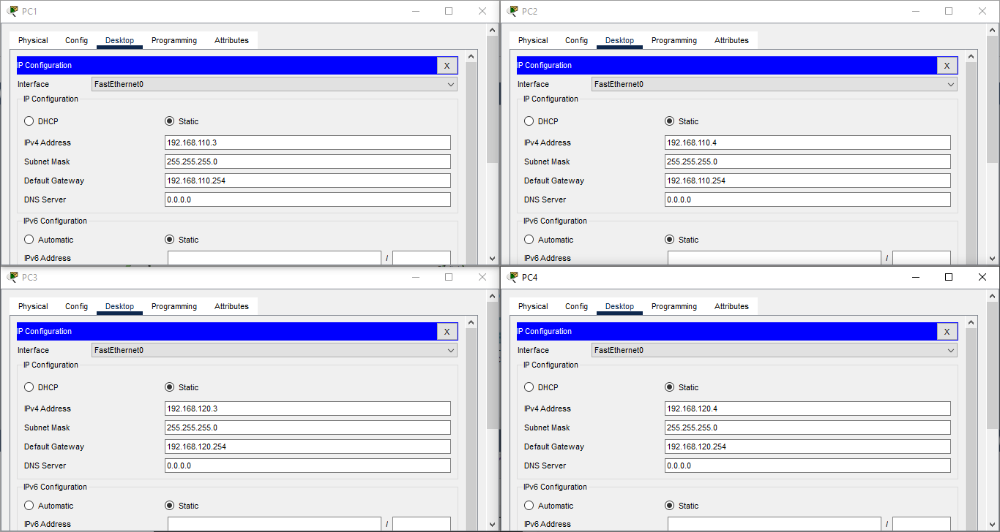 PC1
Physical Config Desktop Programming Attributes
IP Configuration X
Interface FastEthernet0
IP Configuration
DHCP Static
IPv4 Address 192.168.110.3
Subnet Mask 255.255.255.0
Default Gateway 192.168.110.254
DNS Server 0.0.0.0
IPv6 Configuration
Automatic Static
IPv6 Address /
PC2
Physical Config Desktop Programming Attributes
IP Configuration X
Interface FastEthernet0
IP Configuration
DHCP Static
IPv4 Address 192.168.110.4
Subnet Mask 255.255.255.0
Default Gateway 192.168.110.254
DNS Server 0.0.0.0
IPv6 Configuration
Automatic Static
IPv6 Address /
PC3
Physical Config Desktop Programming Attributes
IP Configuration X
Interface FastEthernet0
IP Configuration
DHCP Static
IPv4 Address 192.168.120.3
Subnet Mask 255.255.255.0
Default Gateway 192.168.120.254
DNS Server 0.0.0.0
IPv6 Configuration
Automatic Static
IPv6 Address /
PC4
Physical Config Desktop Programming Attributes
IP Configuration X
Interface FastEthernet0
IP Configuration
DHCP Static
IPv4 Address 192.168.120.4
Subnet Mask 255.255.255.0
Default Gateway 192.168.120.254
DNS Server 0.0.0.0
IPv6 Configuration
Automatic Static
IPv6 Address /